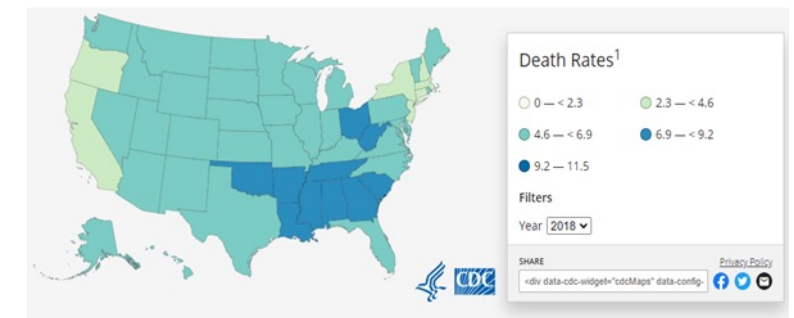 Death Rates1
0 — < 2.3
2.3 — < 4.6
4.6 — < 6.9
6.9 — < 9.2
9.2 — 11.5
Filters
Year 2018
SHARE
Privacy Policy
<div data-cdc-widget="cdcMaps" data-config-
CDC